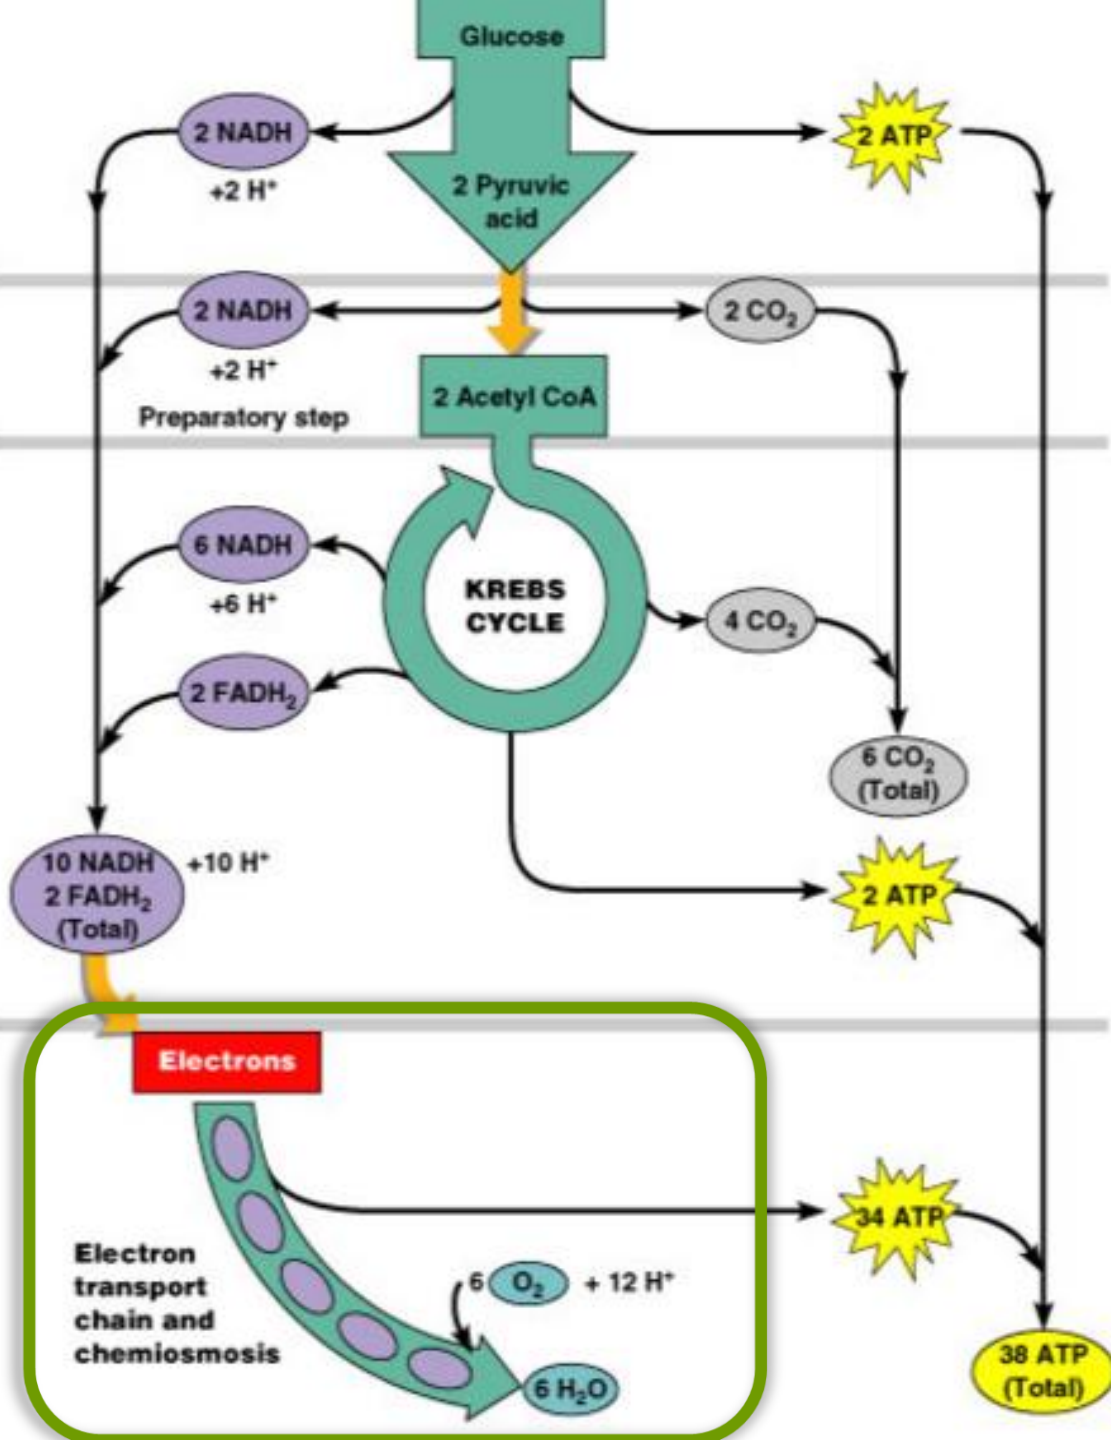 Glucose
2 NADH
+2 H⁺
2 ATP
2 Pyruvic
acid
2 NADH
+2 H⁺
2 CO₂
Preparatory step
2 Acetyl CoA
6 NADH
+6 H⁺
KREBS
CYCLE
4 CO₂
2 FADH₂
6 CO₂
(Total)
10 NADH
2 FADH₂
(Total)
+10 H⁺
2 ATP
Electrons
34 ATP
Electron
transport
chain and
chemiosmosis
6 O₂ + 12 H⁺
6 H₂O
38 ATP
(Total)